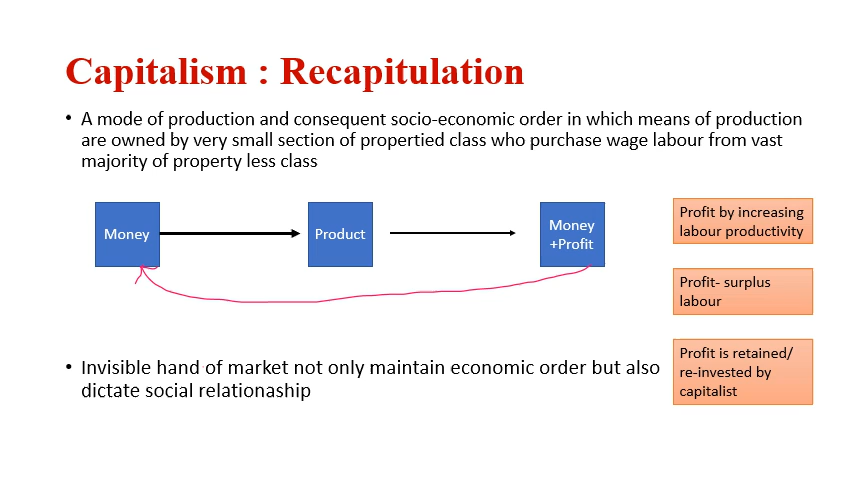 Capitalism : Recapitulation
• A mode of production and consequent socio-economic order in which means of production
are owned by very small section of propertied class who purchase wage labour from vast
majority of property less class
Money
Product
Money
+Profit
Profit by increasing
labour productivity
Profit- surplus
labour
Profit is retained/
re-invested by
capitalist
• Invisible hand of market not only maintain economic order but also
dictate social relationaship